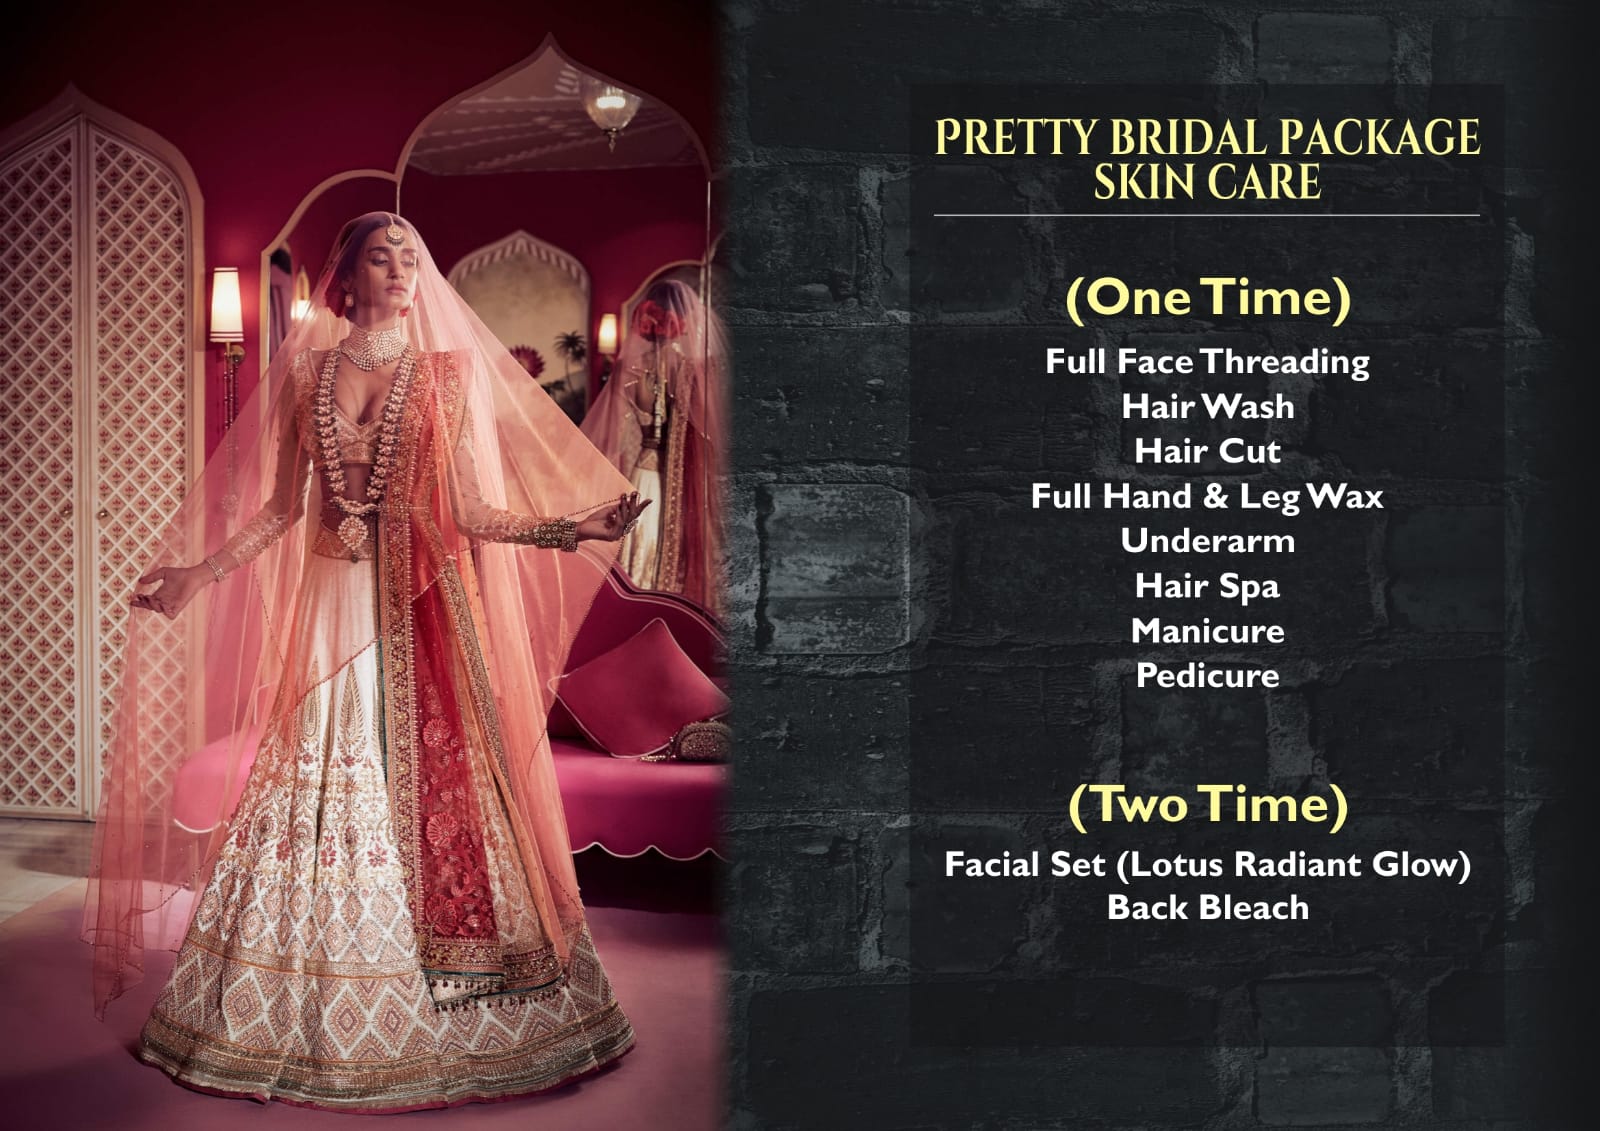 PRETTY BRIDAL PACKAGE
SKIN CARE
(One Time)
Full Face Threading
Hair Wash
Hair Cut
Full Hand & Leg Wax
Underarm
Hair Spa
Manicure
Pedicure
(Two Time)
Facial Set (Lotus Radiant Glow)
Back Bleach